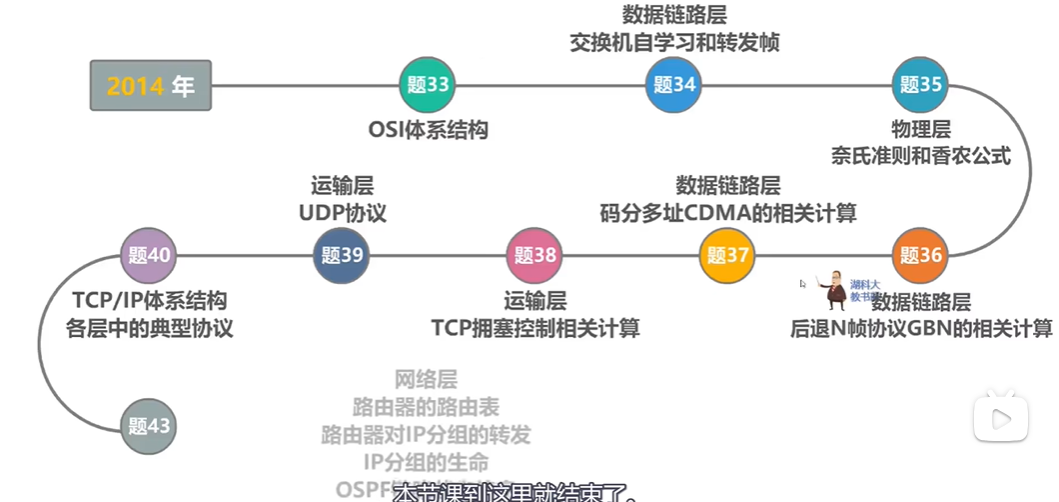 2014 年
题33
OSI体系结构
数据链路层
交换机自学习和转发帧
题34
题35
物理层
奈氏准则和香农公式
数据链路层
码分多址CDMA的相关计算
运输层
UDP协议
题40
题39
题38
题37
题36
TCP/IP体系结构
各层中的典型协议
运输层
TCP拥塞控制相关计算
湖科大
教书
数据链路层
后退N帧协议GBN的相关计算
题43
网络层
路由器的路由表
路由器对IP分组的转发
IP分组的生命
OSPF
本节课到这里就结束了。